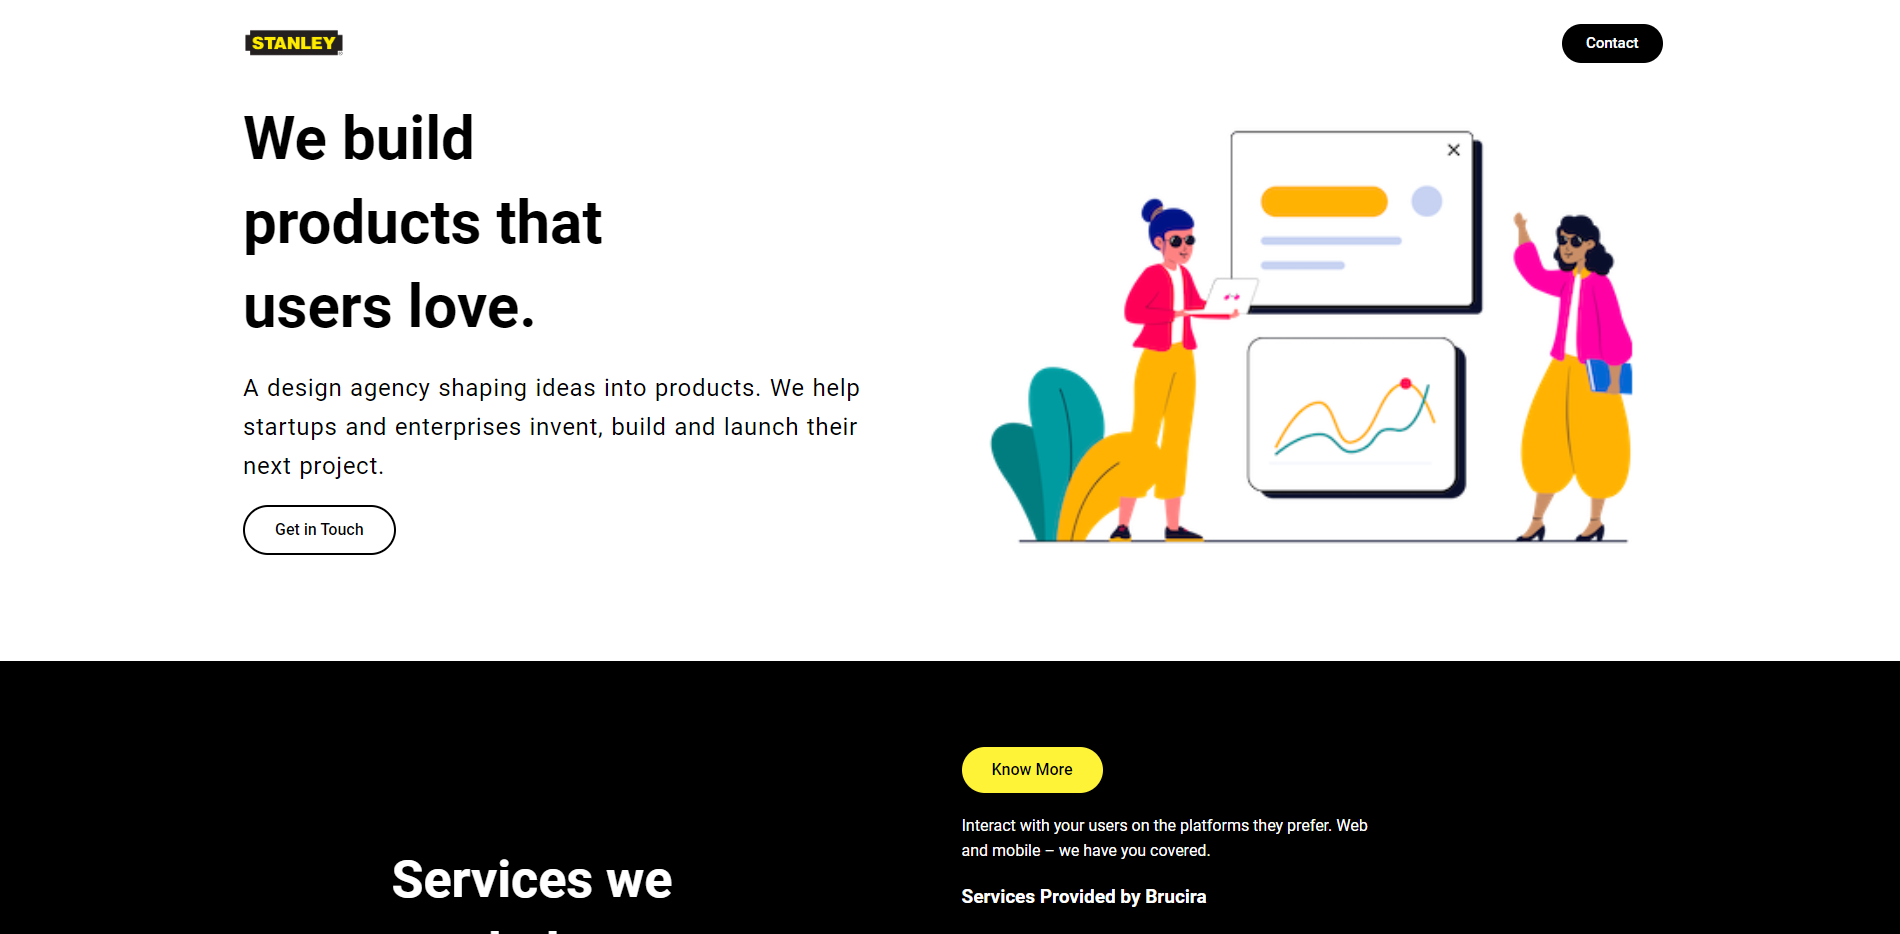 STANLEY
Contact
We build
products that
users love.
A design agency shaping ideas into products. We help
startups and enterprises invent, build and launch their
next project.
Get in Touch
Know More
Interact with your users on the platforms they prefer. Web
and mobile – we have you covered.
Services we
Services Provided by Brucira